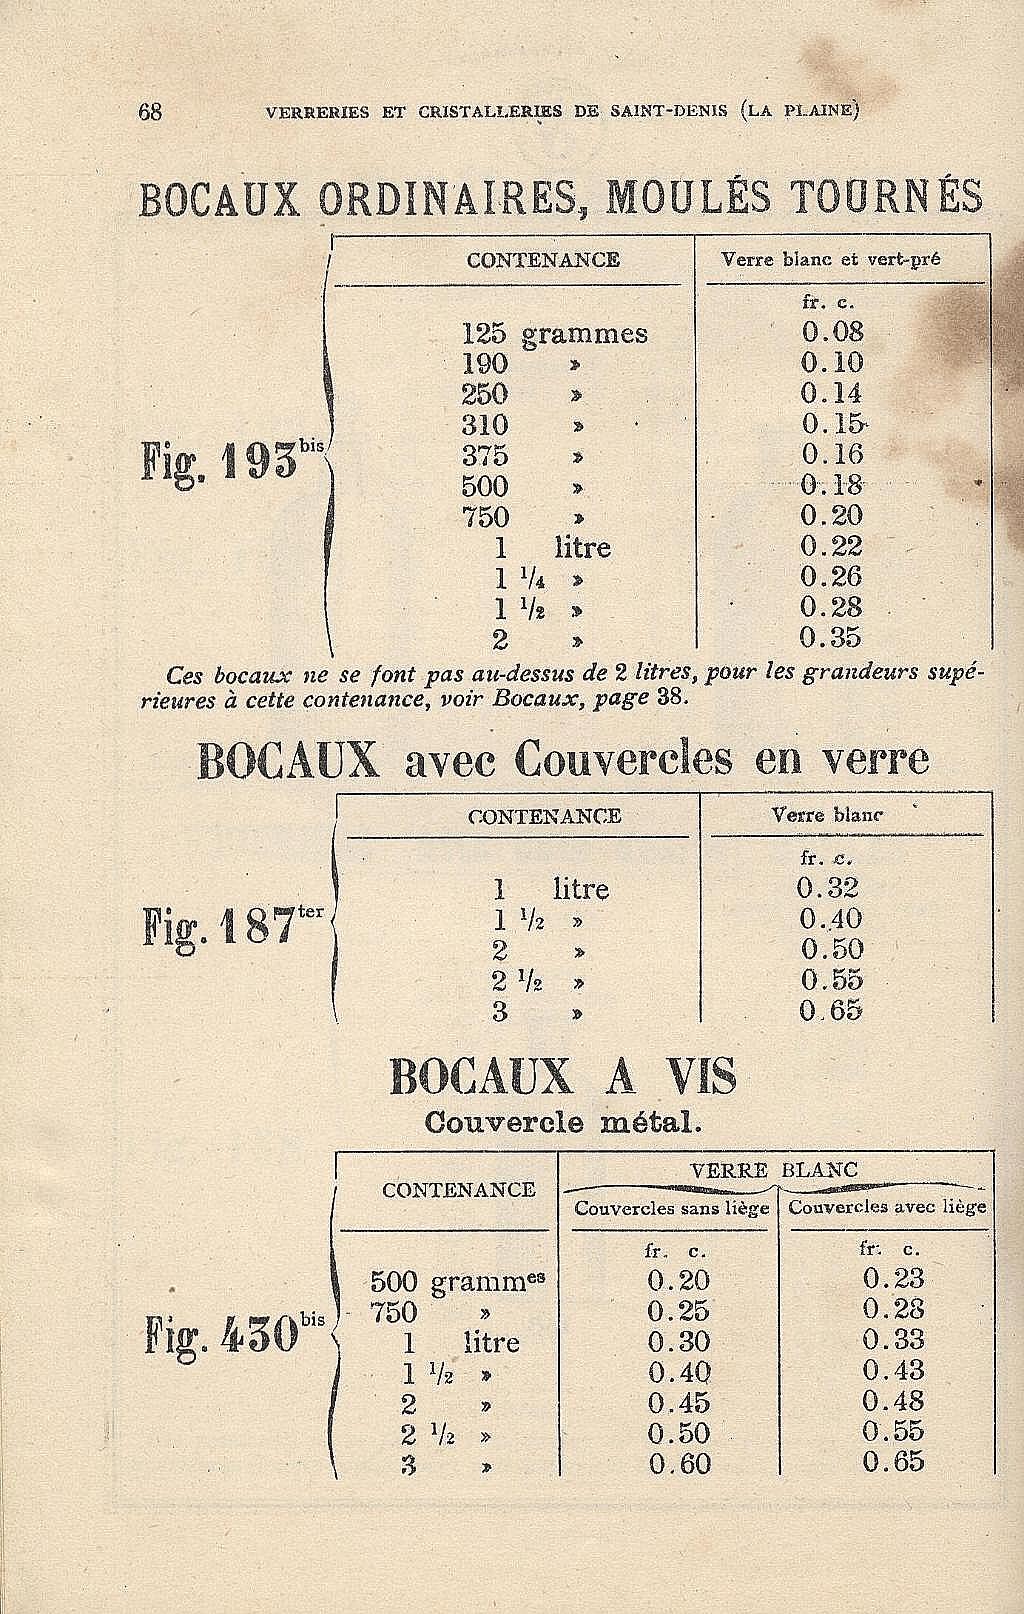 68 VERRERIES ET CRISTALLERIES DE SAINT-DENIS (LA PLAINE)
BOCAUX ORDINAIRES, MOULÉS TOURNÉS
CONTENANCE Verre blanc et vert-pré
fr. c.
125 grammes 0.08
190 » 0.10
250 » 0.14
310 » 0.15
Fig. 193bis
375 » 0.16
500 » 0.18
750 » 0.20
1 litre 0.22
1 1/4 » 0.26
1 1/2 » 0.28
2 » 0.35
Ces bocaux ne se font pas au-dessus de 2 litres, pour les grandeurs supé-
rieures à cette contenance, voir Bocaux, page 38.
BOCAUX avec Couvercles en verre
CONTENANCE Verre blanc
fr. c.
1 litre 0.32
Fig. 187ter
1 1/2 » 0.40
2 » 0.50
2 1/2 » 0.55
3 » 0.65
BOCAUX A VIS
Couvercle métal.
VERRE BLANC
CONTENANCE
Couvercles sans liège Couvercles avec liège
fr. c. fr. c.
500 grammes 0.20 0.23
750 » 0.25 0.28
Fig. 430bis
1 litre 0.30 0.33
1 1/2 » 0.40 0.43
2 » 0.45 0.48
2 1/2 » 0.50 0.55
3 » 0.60 0.65